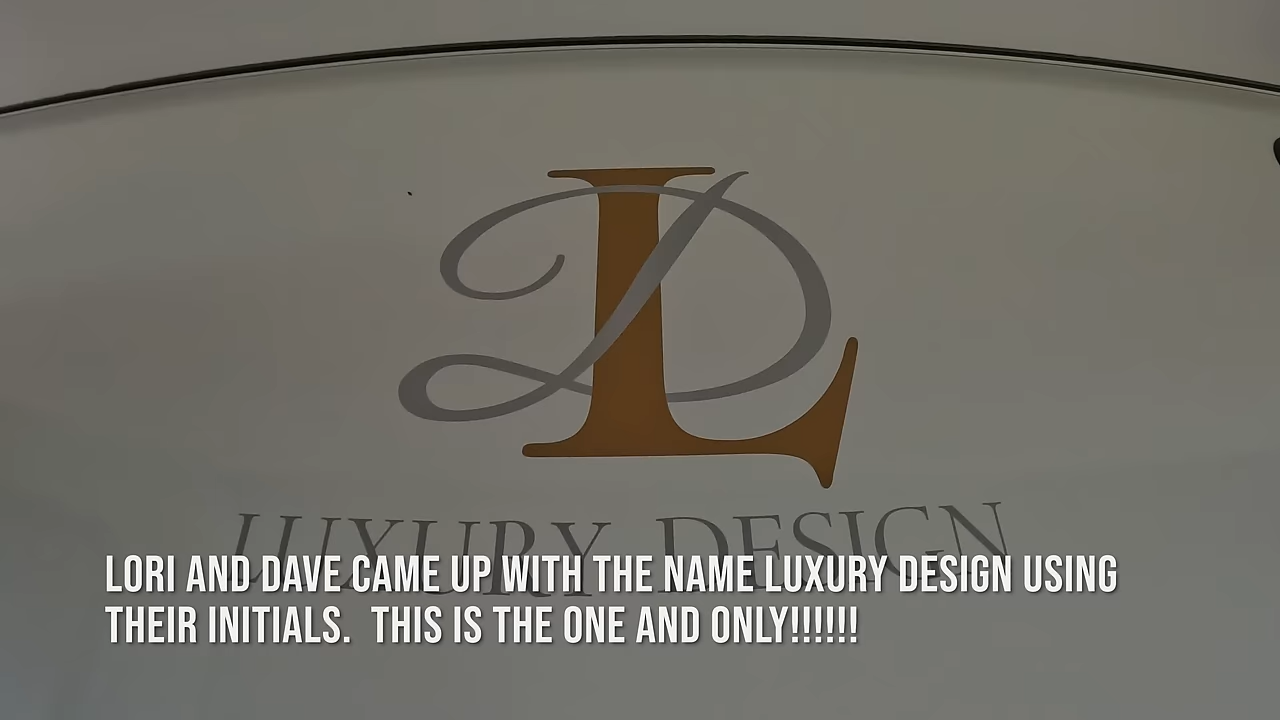 LD
LUXURY DESIGN
LORI AND DAVE CAME UP WITH THE NAME LUXURY DESIGN USING
THEIR INITIALS.  THIS IS THE ONE AND ONLY!!!!!!